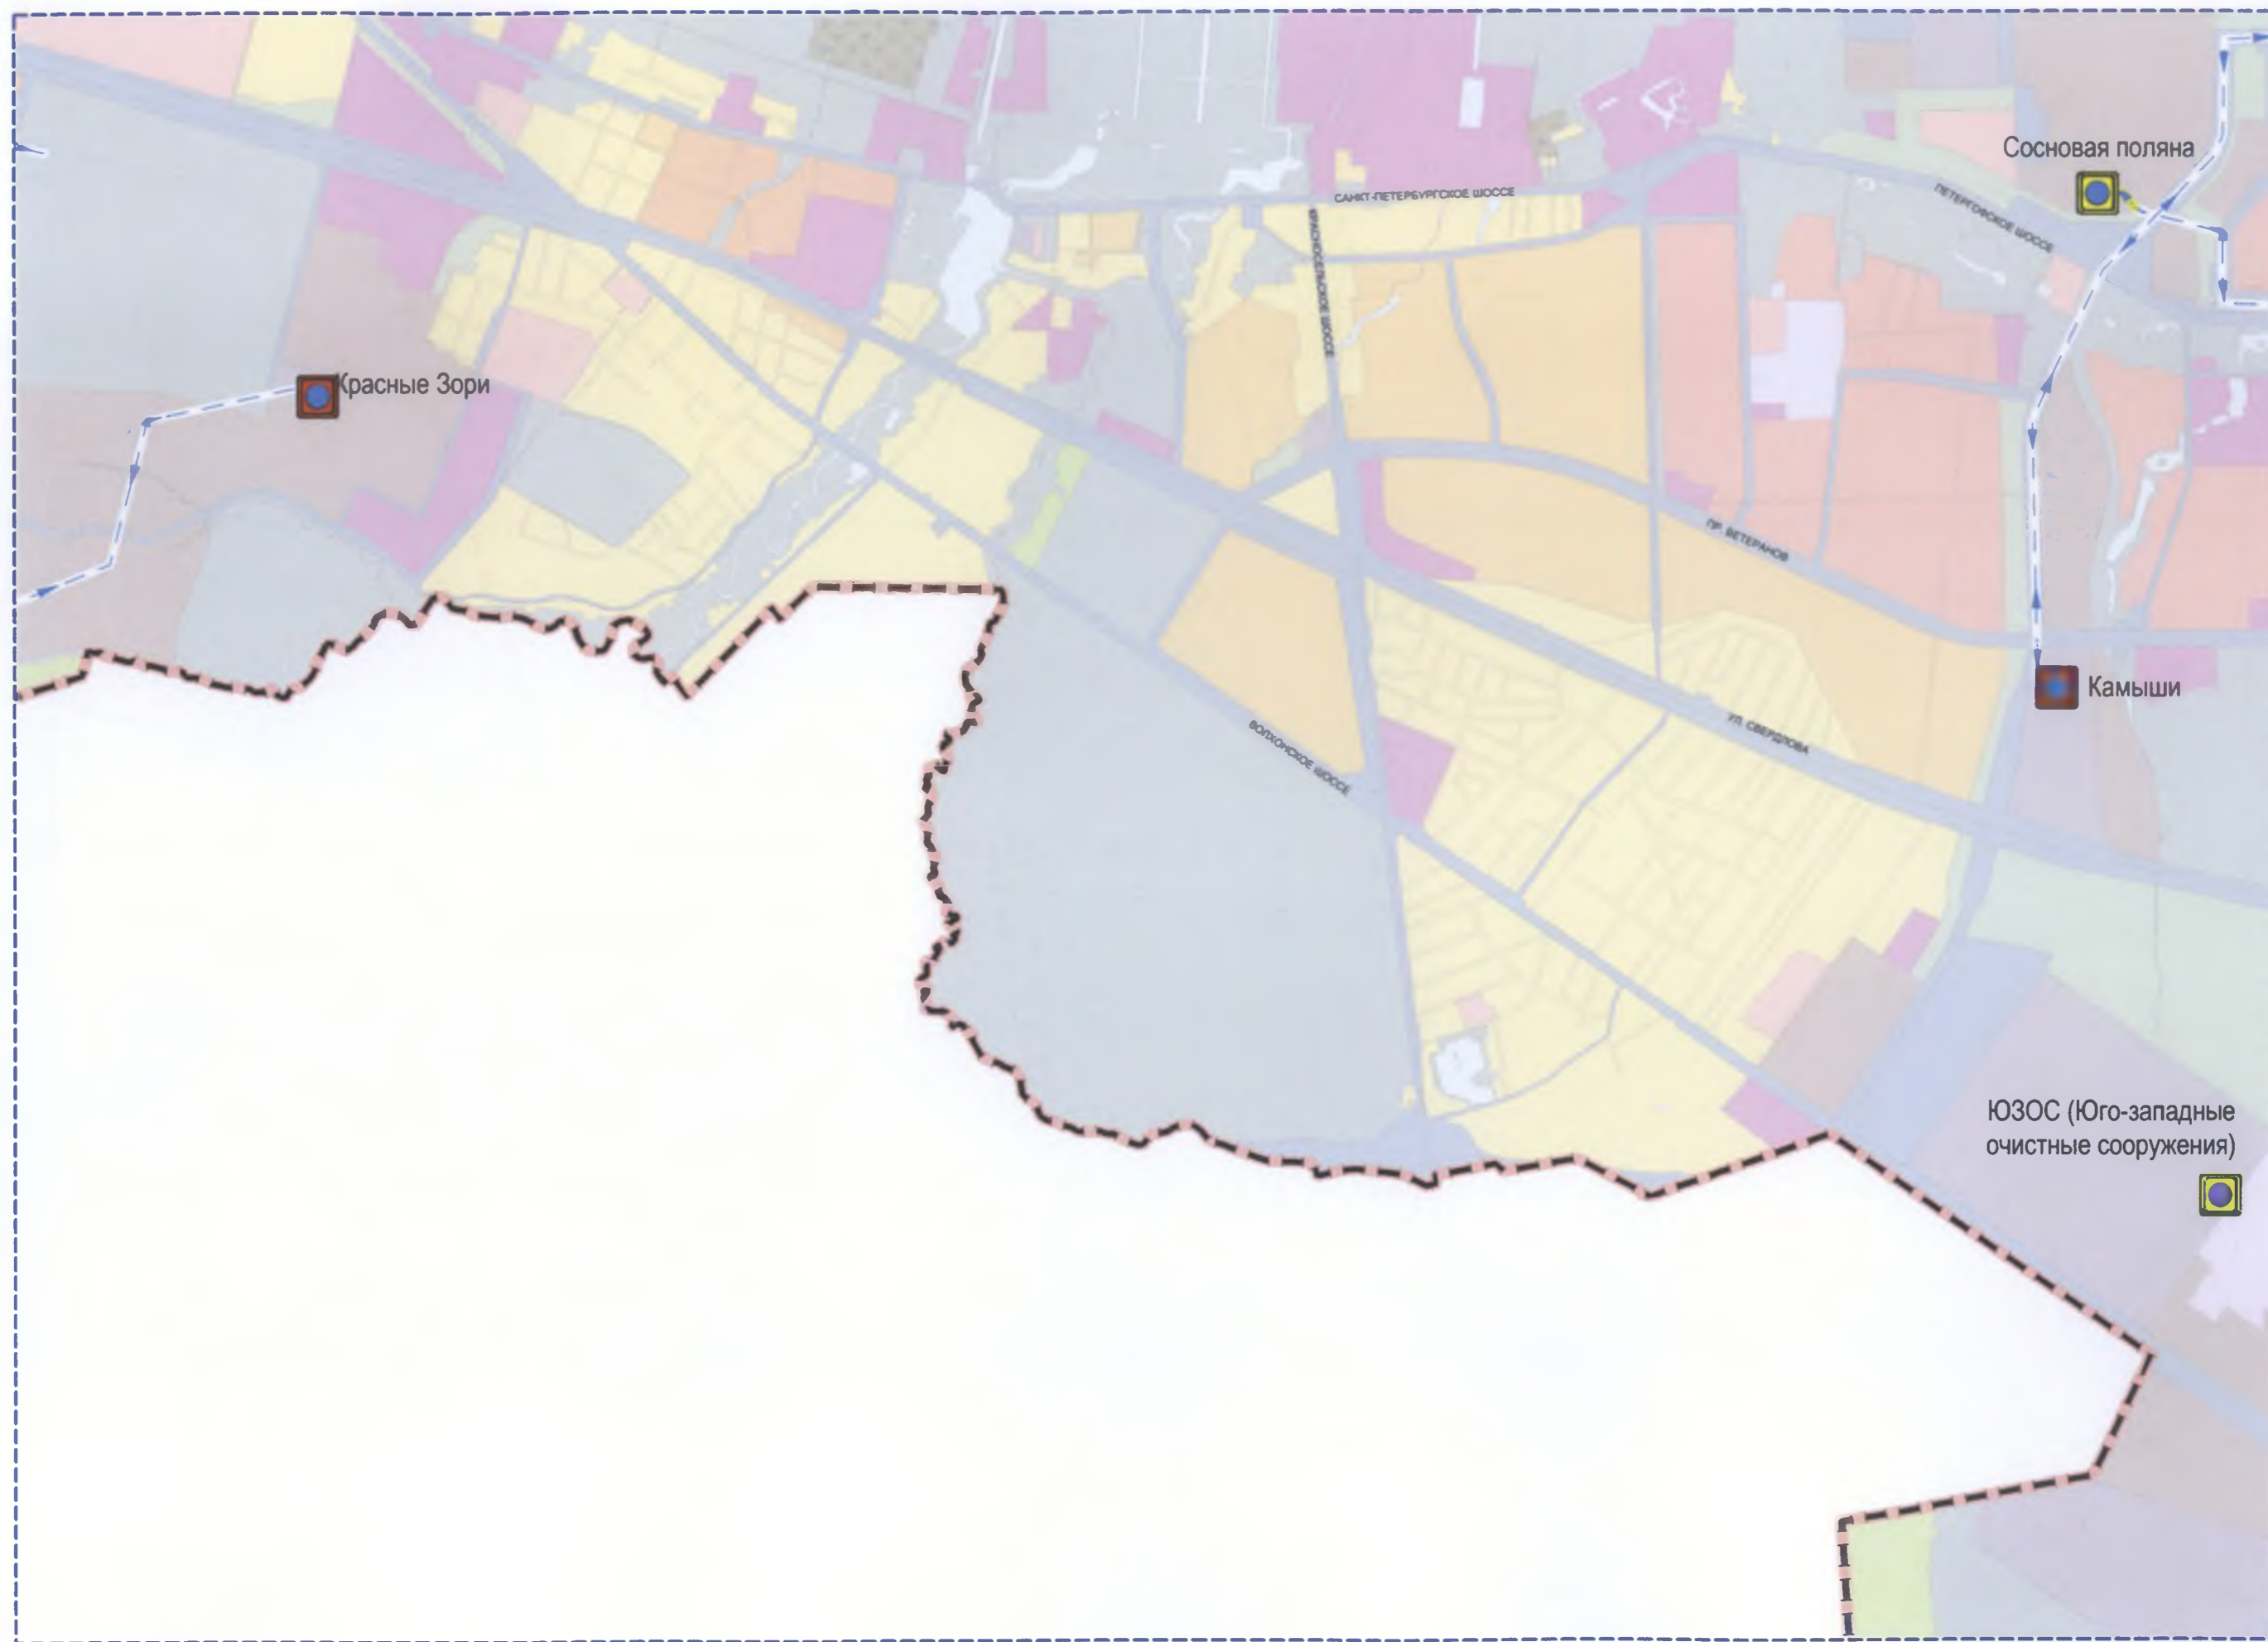 Сосновая поляна
САНКТ-ПЕТЕРБУРГСКОЕ ШОССЕ
ПЕТЕРГОФСКОЕ ШОССЕ
КРАСНОСЕЛЬСКОЕ ШОССЕ
Красные Зори
ПР. ВЕТЕРАНОВ
Камыши
УЛ. СВЕРДЛОВА
ВОЛХОНСКОЕ ШОССЕ
ЮЗОС (Юго-западные
очистные сооружения)